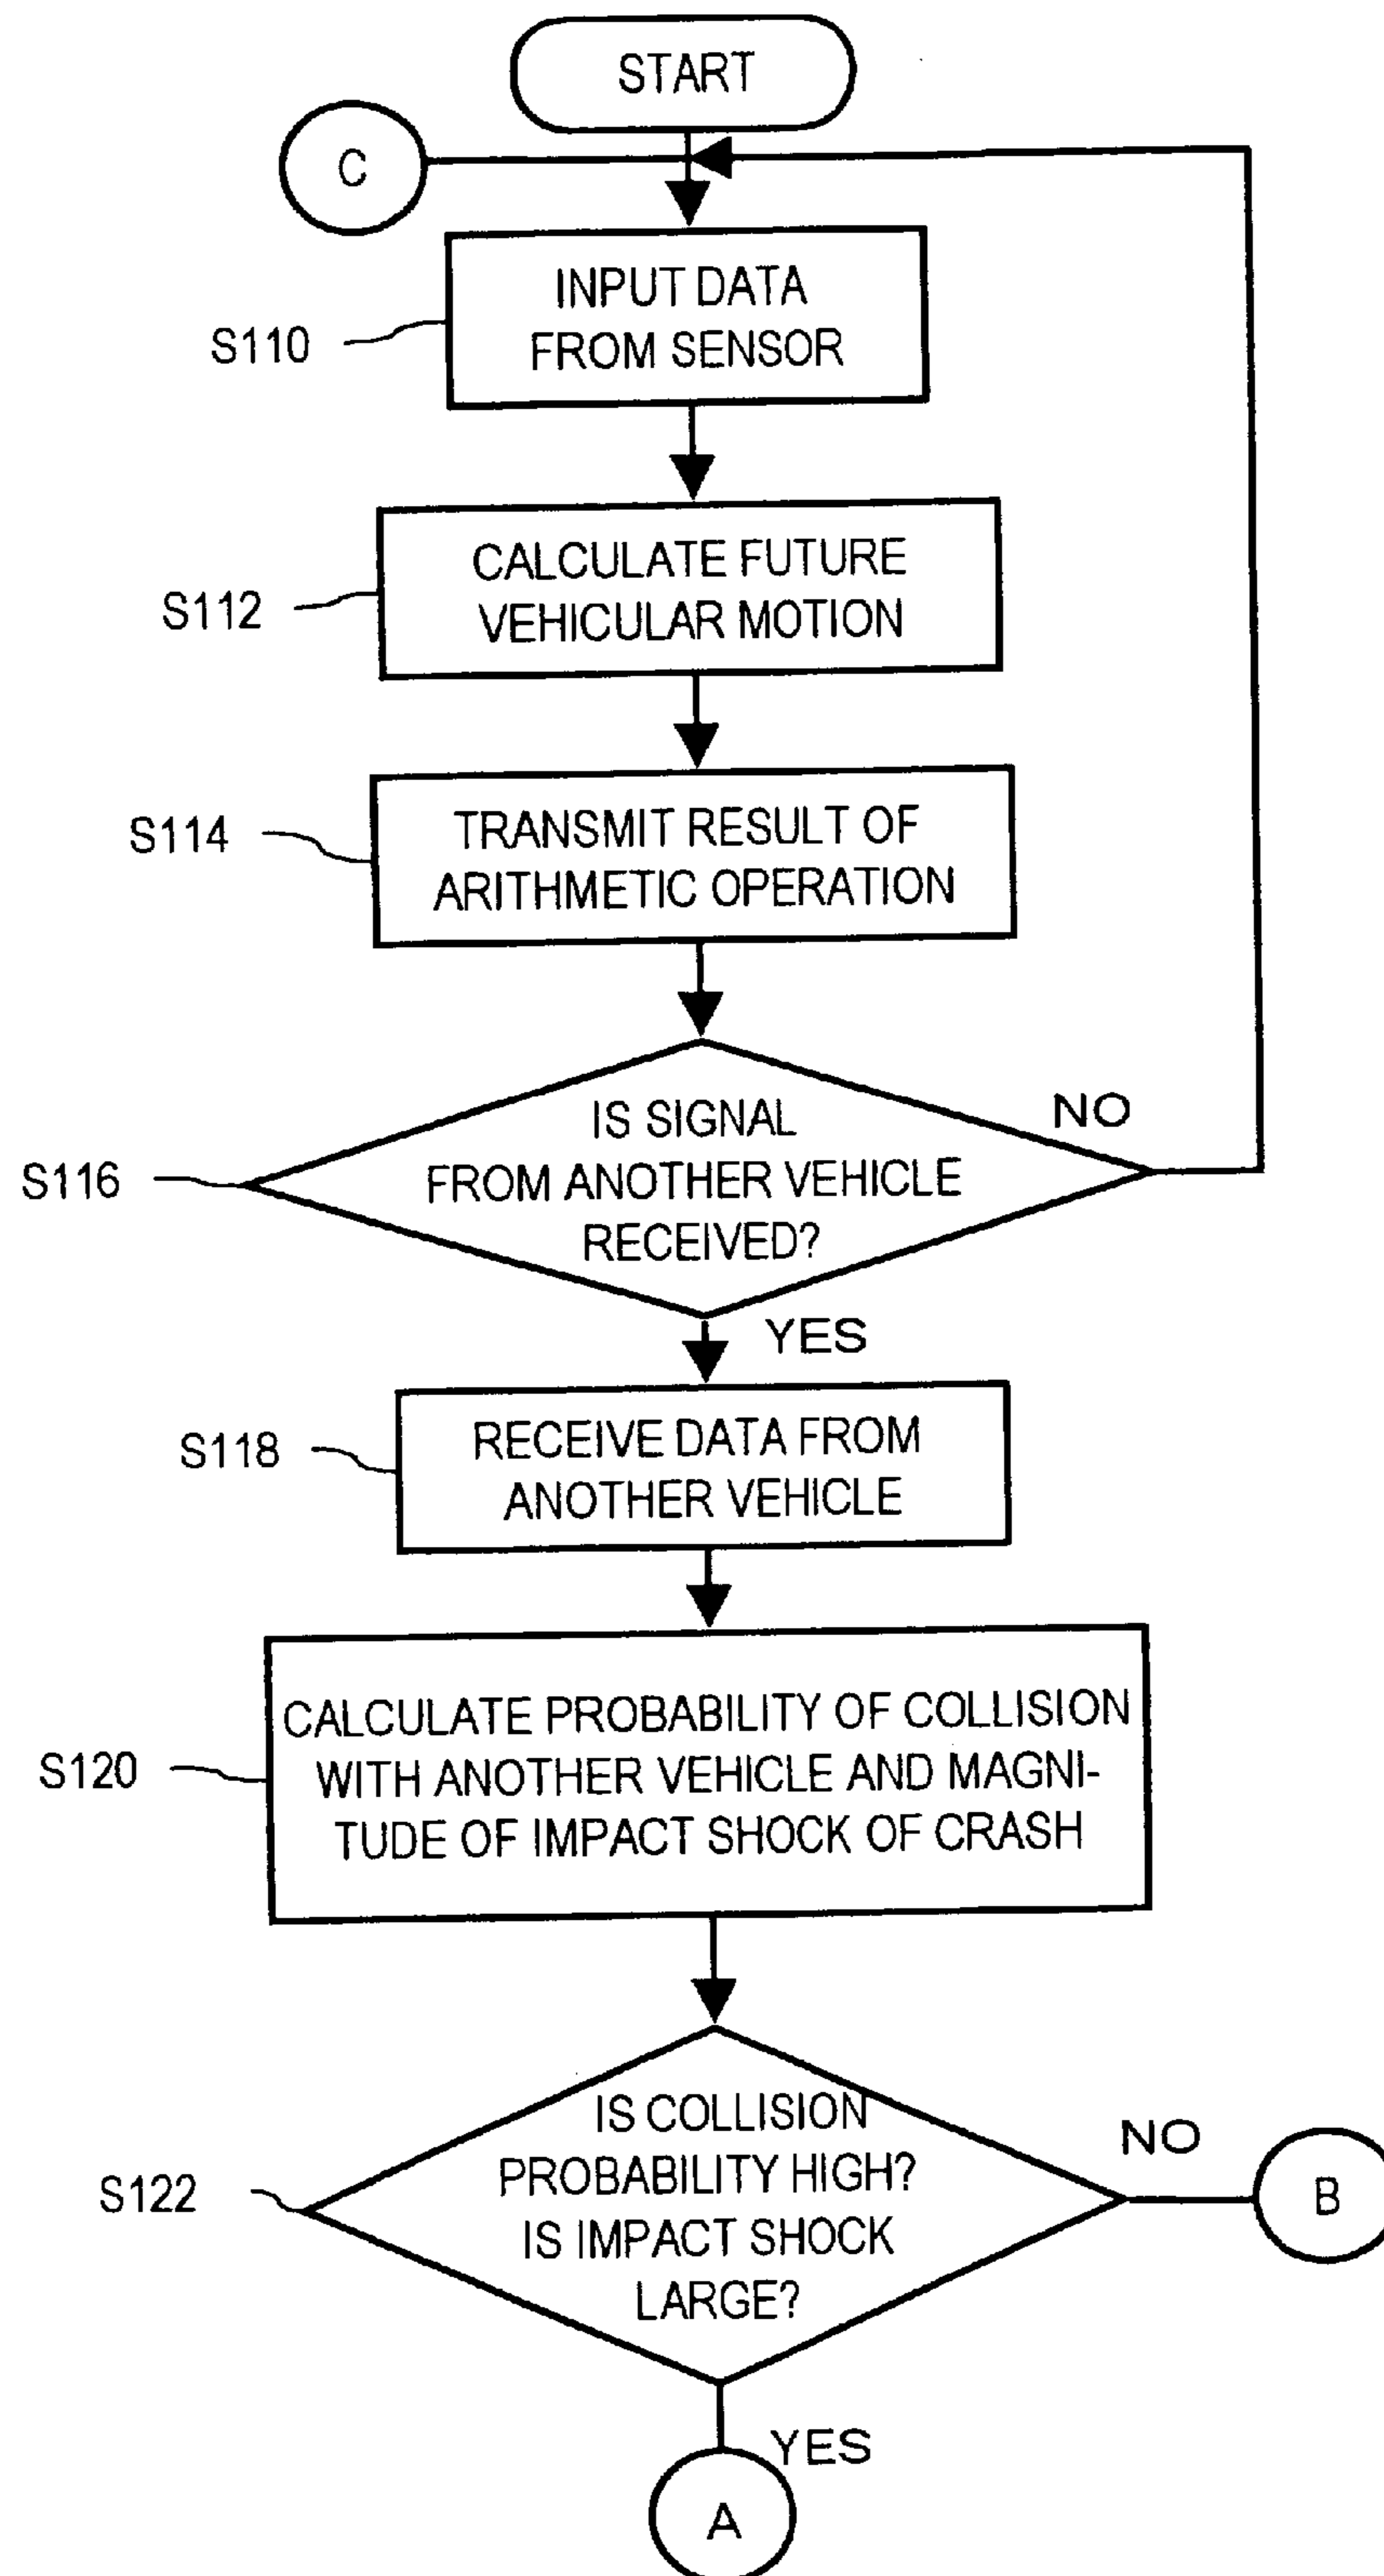 START
C
INPUT DATA
FROM SENSOR
S110
CALCULATE FUTURE
VEHICULAR MOTION
S112
TRANSMIT RESULT OF
ARITHMETIC OPERATION
S114
IS SIGNAL
FROM ANOTHER VEHICLE
RECEIVED?
NO
S116
YES
RECEIVE DATA FROM
ANOTHER VEHICLE
S118
CALCULATE PROBABILITY OF COLLISION
WITH ANOTHER VEHICLE AND MAGNI-
TUDE OF IMPACT SHOCK OF CRASH
S120
IS COLLISION
PROBABILITY HIGH?
IS IMPACT SHOCK
LARGE?
NO
B
S122
YES
A